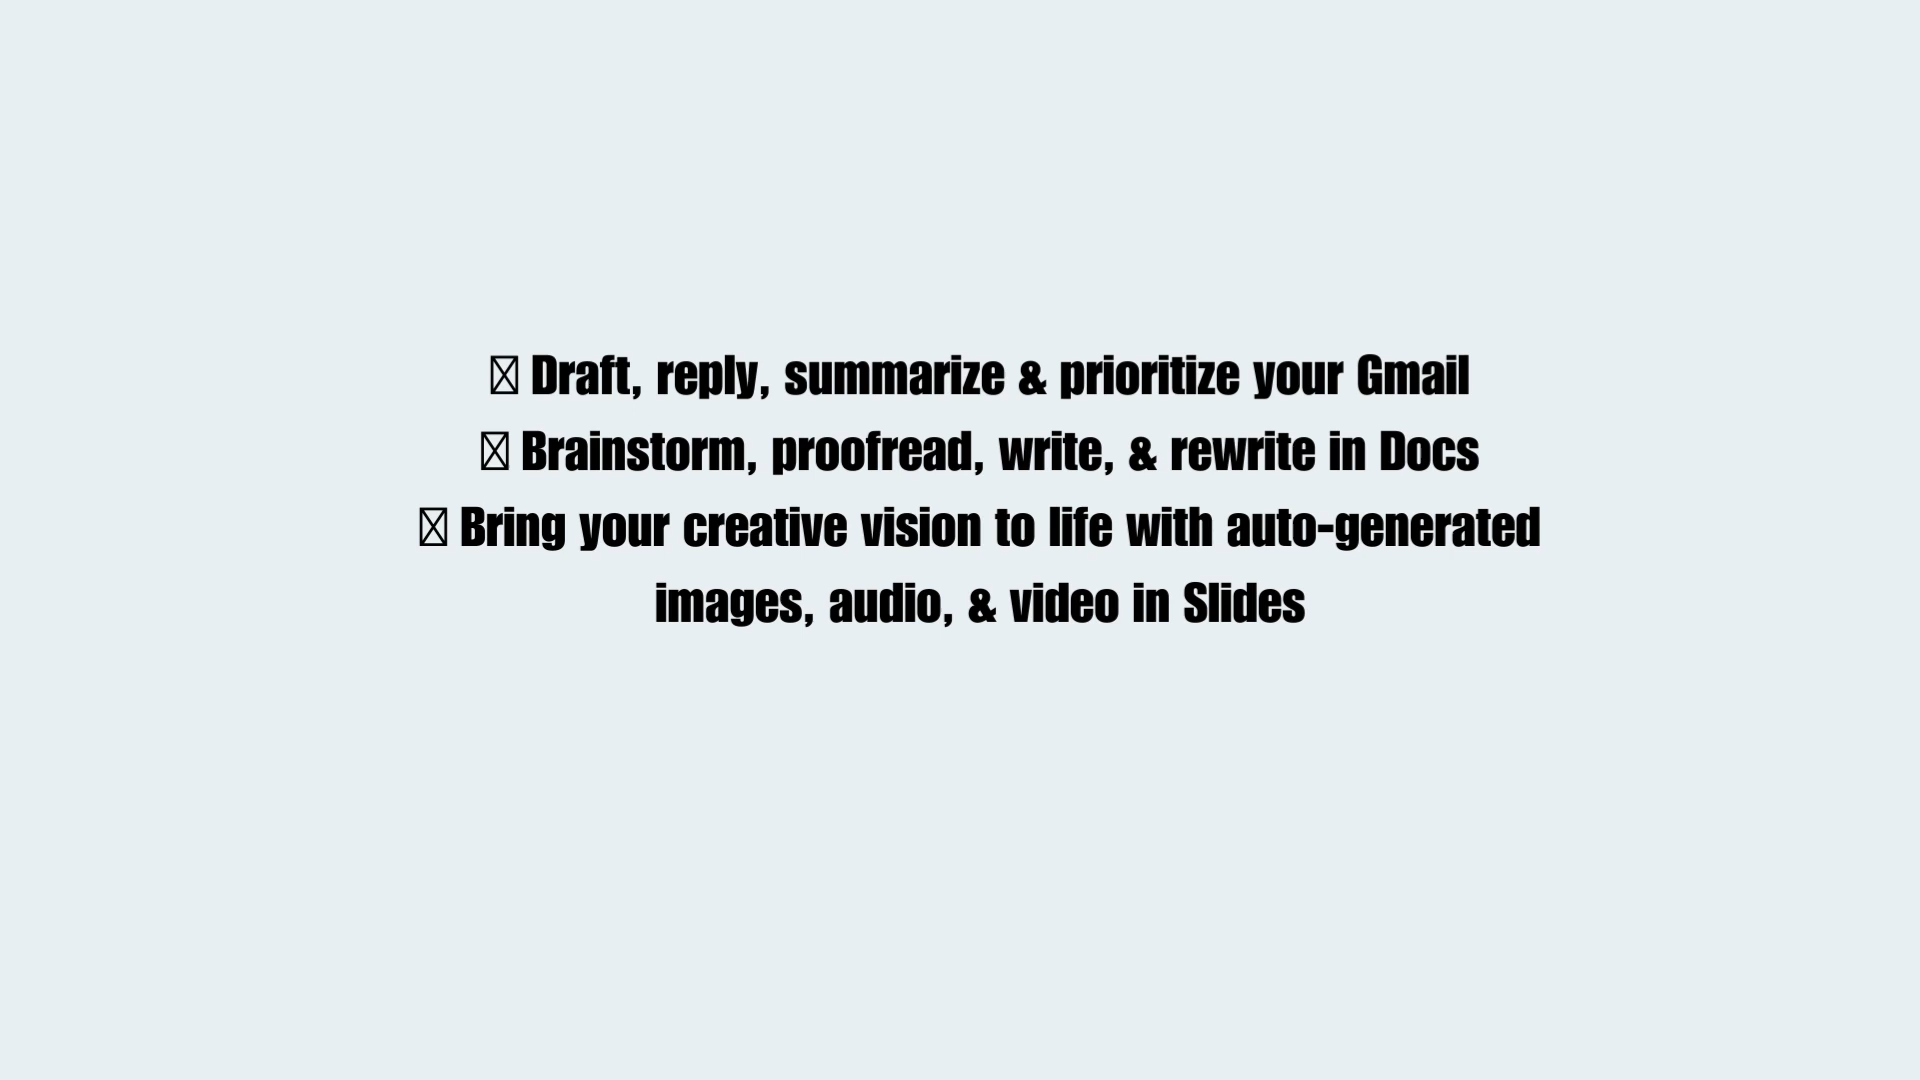 Draft, reply, summarize & prioritize your Gmail
Brainstorm, proofread, write, & rewrite in Docs
Bring your creative vision to life with auto-generated
images, audio, & video in Slides